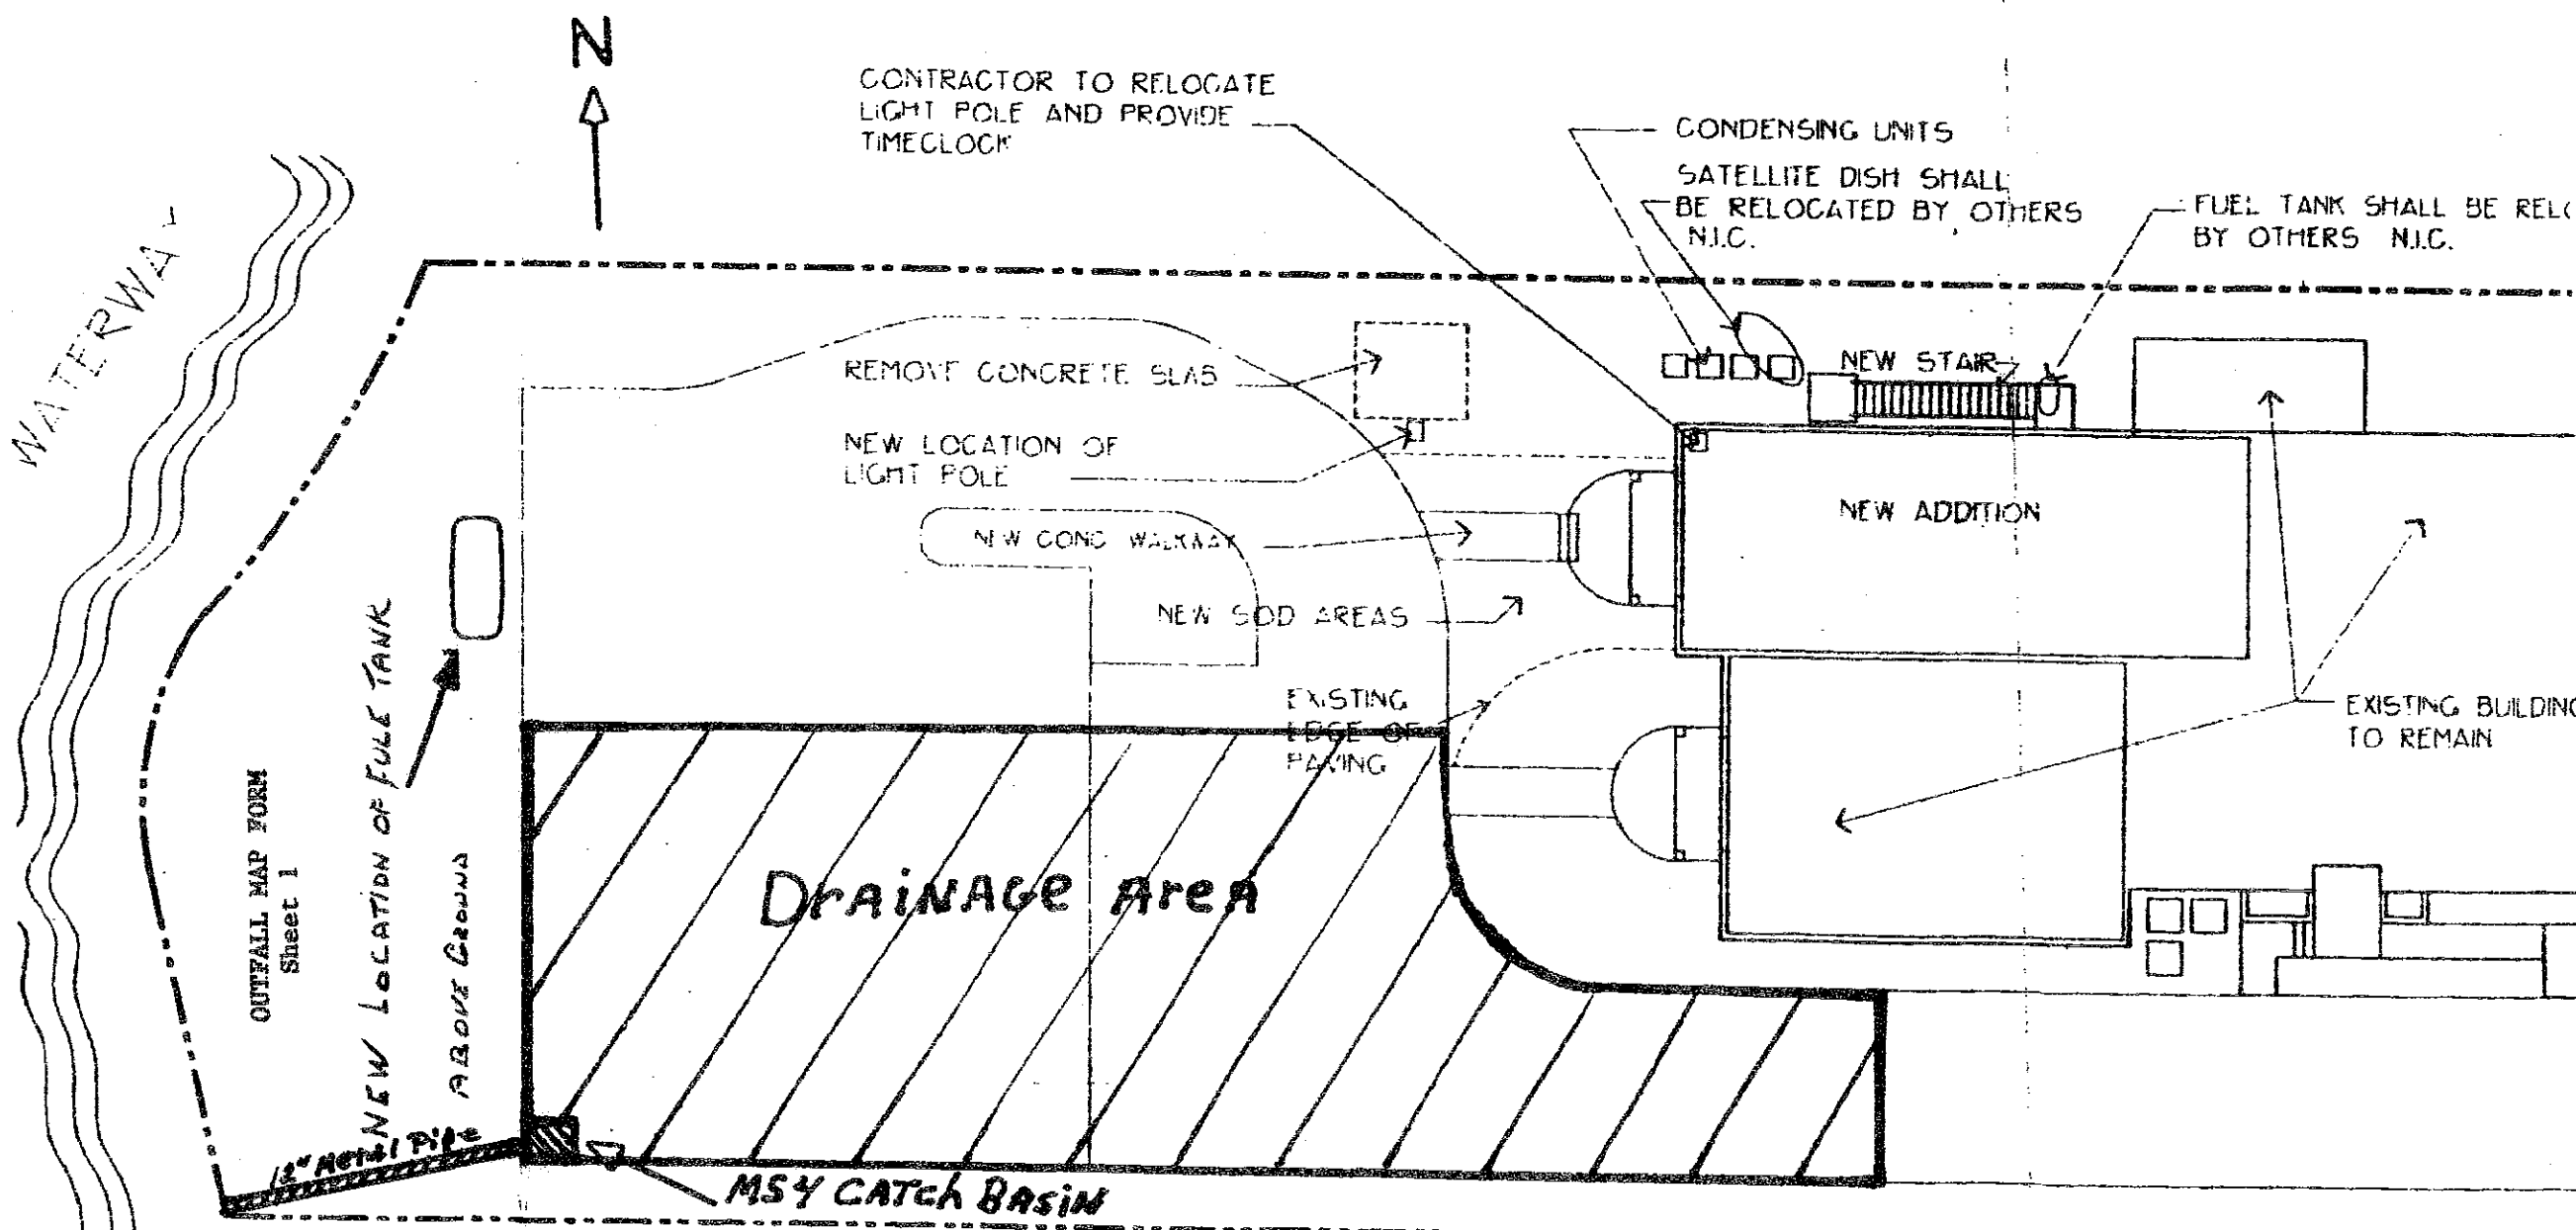 N
CONTRACTOR TO RELOCATE
LIGHT POLE AND PROVIDE
TIMECLOCK
CONDENSING UNITS
SATELLITE DISH SHALL
BE RELOCATED BY OTHERS
N.I.C.
FUEL TANK SHALL BE RELO
BY OTHERS N.I.C.
WATERWAY
REMOVE CONCRETE SLAB
NEW STAIR
NEW LOCATION OF
LIGHT POLE
NEW ADDITION
NEW CONC WALKWAY
NEW SOD AREAS
EXISTING
EDGE OF
PAVING
EXISTING BUILDING
TO REMAIN
OUTFALL MAP FORM
Sheet 1
NEW LOCATION OF FULE TANK
ABOVE GROUND
DrAiNAGe AreA
12" Metal Pipe
MS4 CATch BASiN